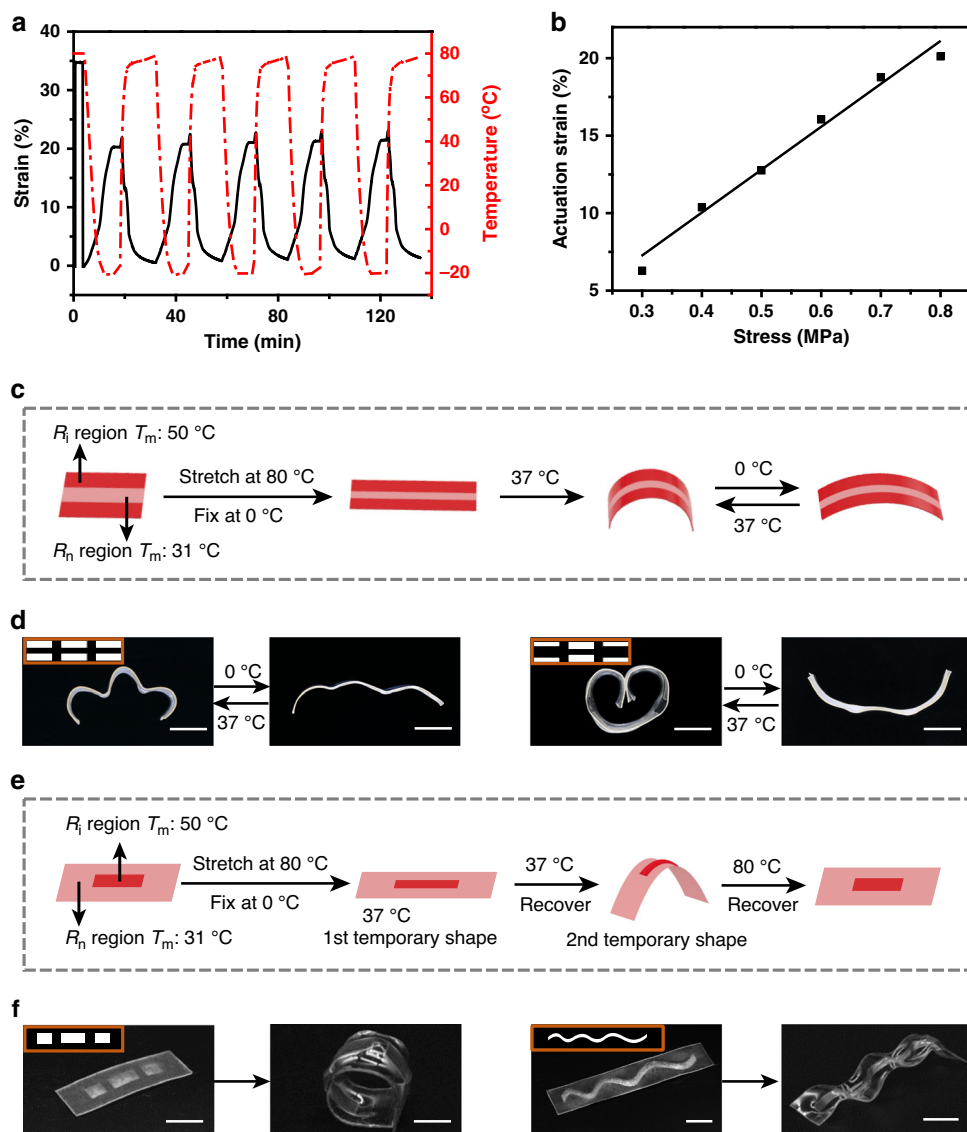 a
40
30
20
10
0
Strain (%)
0
40
80
120
Time (min)
80
60
40
20
0
−20
Temperature (°C)
b
20
15
10
5
Actuation strain (%)
0.3
0.4
0.5
0.6
0.7
0.8
Stress (MPa)
c
Ri region Tm: 50 °C
Rn region Tm: 31 °C
Stretch at 80 °C
Fix at 0 °C
37 °C
0 °C
37 °C
d
0 °C
37 °C
0 °C
37 °C
e
Ri region Tm: 50 °C
Rn region Tm: 31 °C
Stretch at 80 °C
Fix at 0 °C
37 °C
1st temporary shape
37 °C
Recover
2nd temporary shape
80 °C
Recover
f